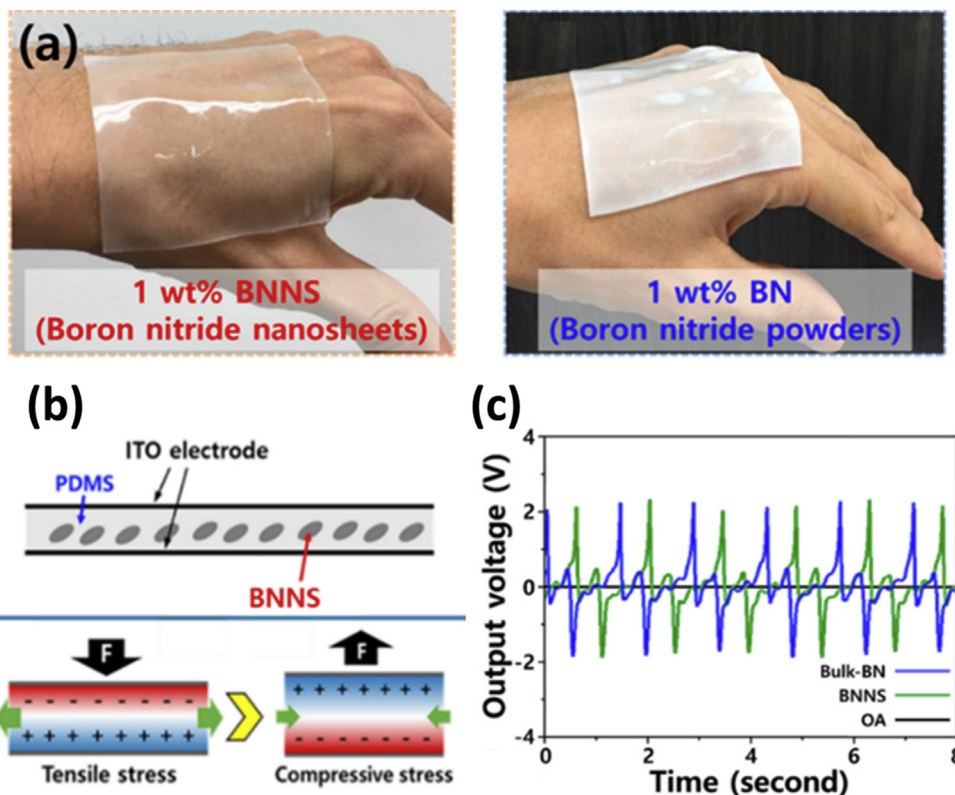 (a)
1 wt% BNNS
(Boron nitride nanosheets)
1 wt% BN
(Boron nitride powders)
(b)
ITO electrode
PDMS
BNNS
F
F
- - - - - - - -
+ + + + + + + +
+ + + + + + +
- - - - - - -
Tensile stress
Compressive stress
(c)
Output voltage (V)
4
2
0
-2
-4
Bulk-BN
BNNS
OA
0
2
4
6
8
Time (second)